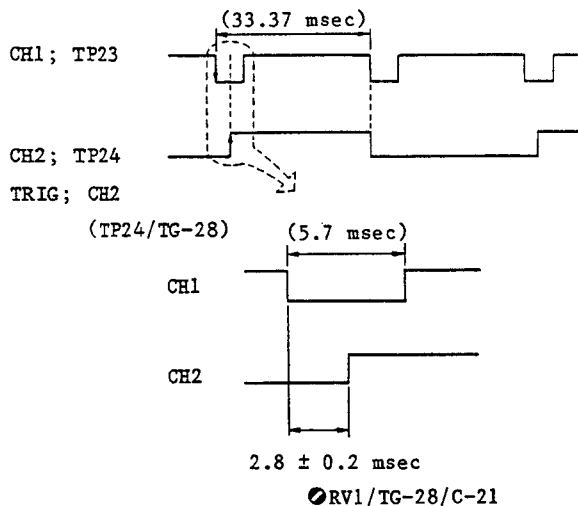 (33.37 msec)
CH1; TP23
CH2; TP24
TRIG; CH2
(TP24/TG-28)
(5.7 msec)
CH1
CH2
2.8 ± 0.2 msec
RV1/TG-28/C-21